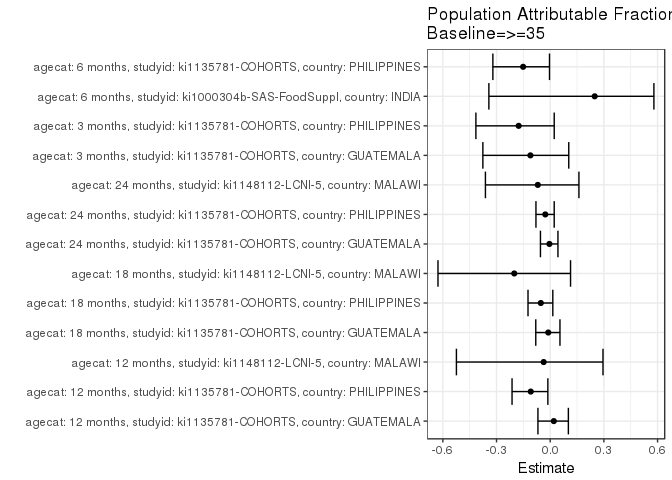 Population Attributable Fraction
Baseline=>=35
agecat: 6 months, studyid: ki1135781-COHORTS, country: PHILIPPINES
agecat: 6 months, studyid: ki1000304b-SAS-FoodSuppl, country: INDIA
agecat: 3 months, studyid: ki1135781-COHORTS, country: PHILIPPINES
agecat: 3 months, studyid: ki1135781-COHORTS, country: GUATEMALA
agecat: 24 months, studyid: ki1148112-LCNI-5, country: MALAWI
agecat: 24 months, studyid: ki1135781-COHORTS, country: PHILIPPINES
agecat: 24 months, studyid: ki1135781-COHORTS, country: GUATEMALA
agecat: 18 months, studyid: ki1148112-LCNI-5, country: MALAWI
agecat: 18 months, studyid: ki1135781-COHORTS, country: PHILIPPINES
agecat: 18 months, studyid: ki1135781-COHORTS, country: GUATEMALA
agecat: 12 months, studyid: ki1148112-LCNI-5, country: MALAWI
agecat: 12 months, studyid: ki1135781-COHORTS, country: PHILIPPINES
agecat: 12 months, studyid: ki1135781-COHORTS, country: GUATEMALA
-0.6 -0.3 0.0 0.3 0.6
Estimate